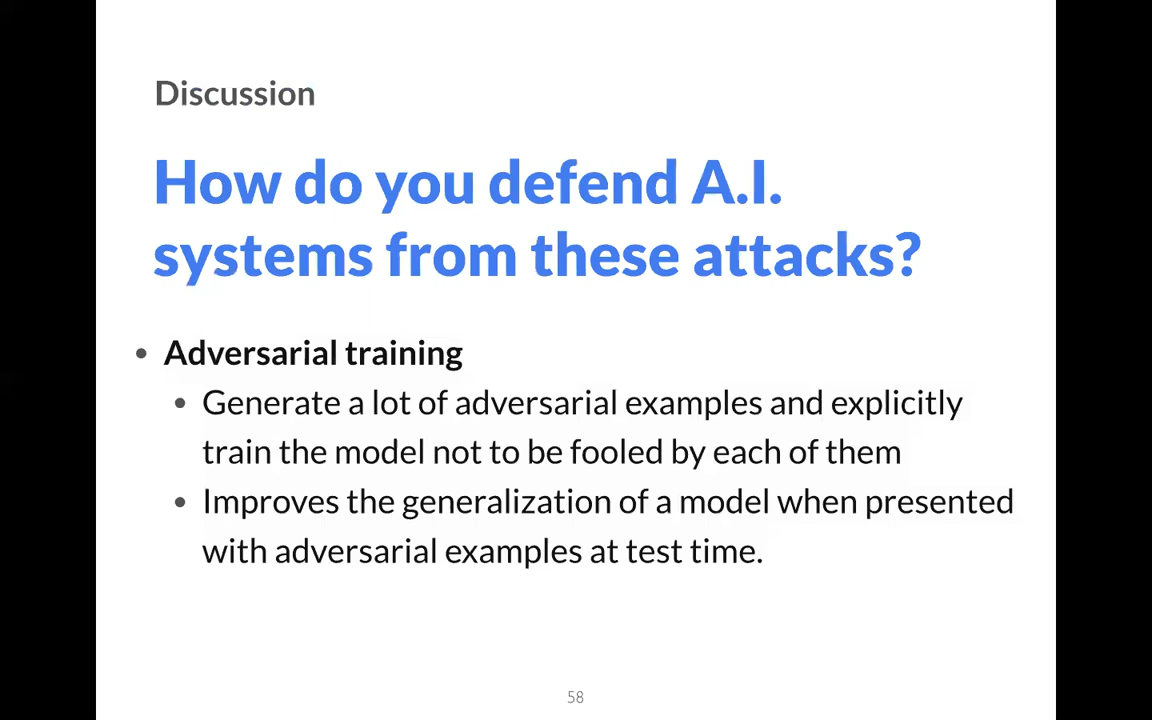 Discussion
How do you defend A.I.
systems from these attacks?
• Adversarial training
• Generate a lot of adversarial examples and explicitly
train the model not to be fooled by each of them
• Improves the generalization of a model when presented
with adversarial examples at test time.
58